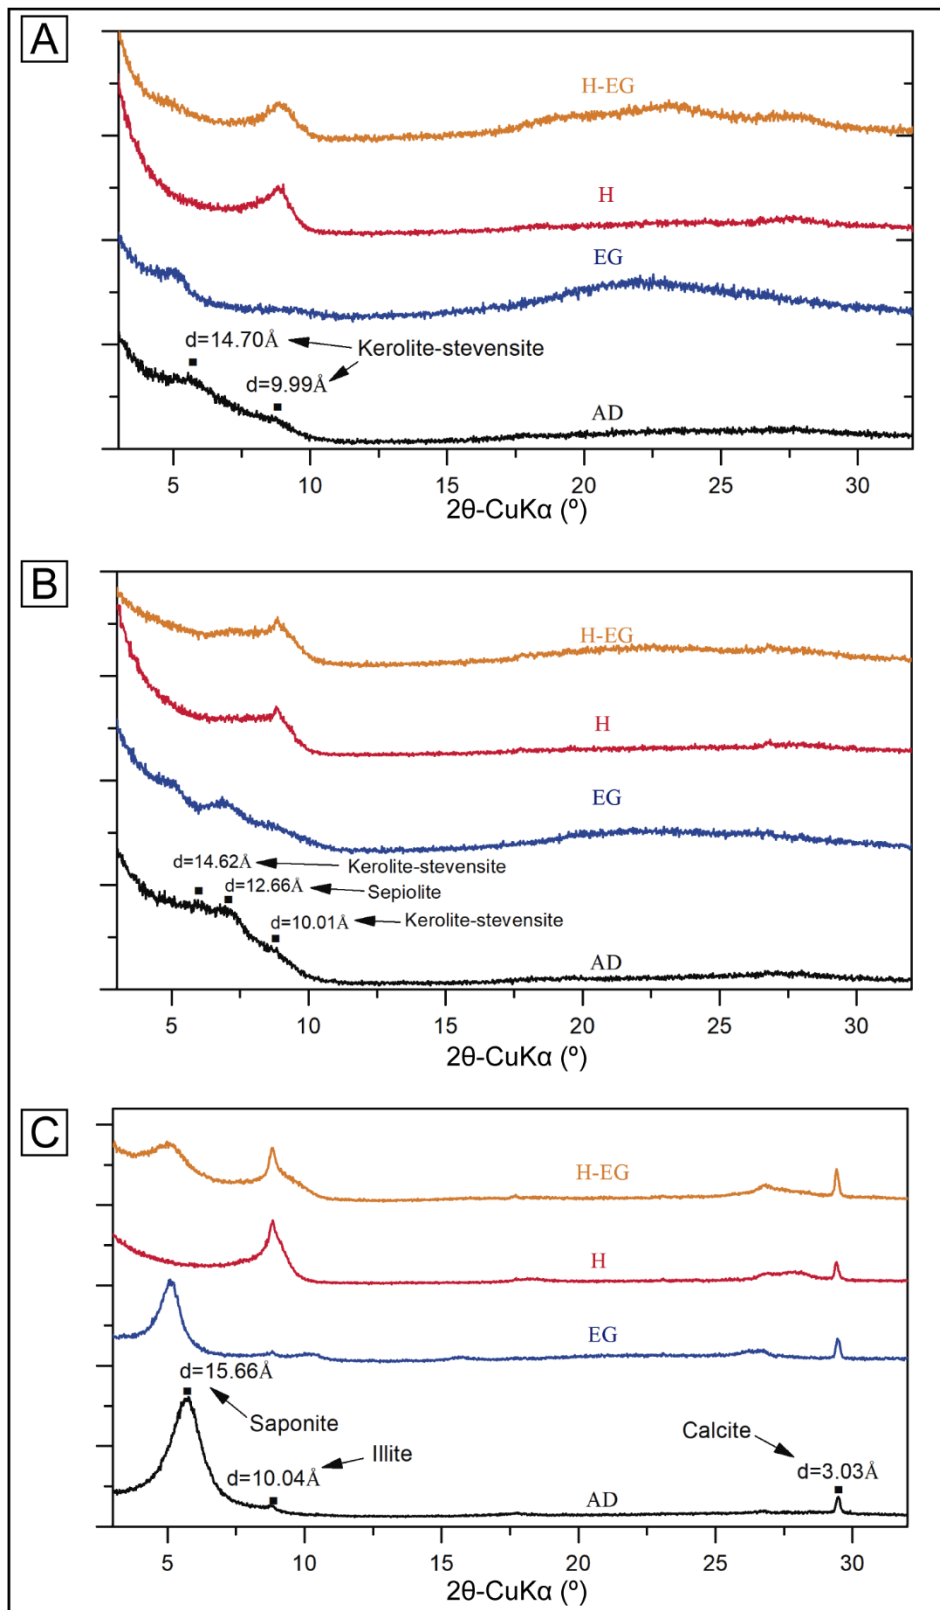 A
H-EG
H
EG
d=14.70Å
Kerolite-stevensite
d=9.99Å
AD
5 10 15 20 25 30
2θ-CuKα (º)
B
H-EG
H
EG
d=14.62Å
Kerolite-stevensite
d=12.66Å
Sepiolite
d=10.01Å
Kerolite-stevensite
AD
5 10 15 20 25 30
2θ-CuKα (º)
C
H-EG
H
EG
d=15.66Å
Saponite
Illite
d=10.04Å
Calcite
d=3.03Å
AD
5 10 15 20 25 30
2θ-CuKα (º)